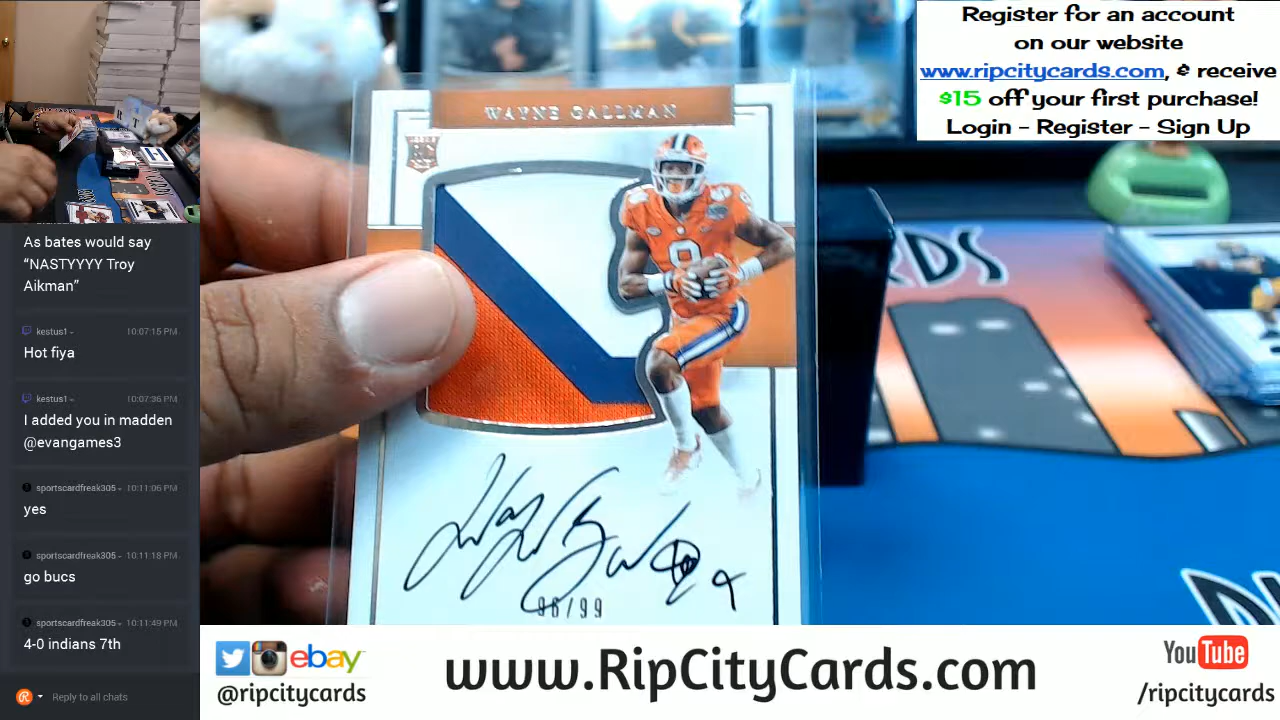 Register for an account
on our website
www.ripcitycards.com, & receive
$15 off your first purchase!
Login - Register - Sign Up
WAYNE GALLMAN
9
96/99
As bates would say
“NASTYYYY Troy
Aikman”
kestus1 10:07:15 PM
Hot fiya
kestus1 10:07:36 PM
I added you in madden
@evangames3
sportscardfreak305 10:11:06 PM
yes
sportscardfreak305 10:11:18 PM
go bucs
sportscardfreak305 10:11:49 PM
4-0 indians 7th
Reply to all chats
ebay
@ripcitycards
www.RipCityCards.com
YouTube
/ripcitycards